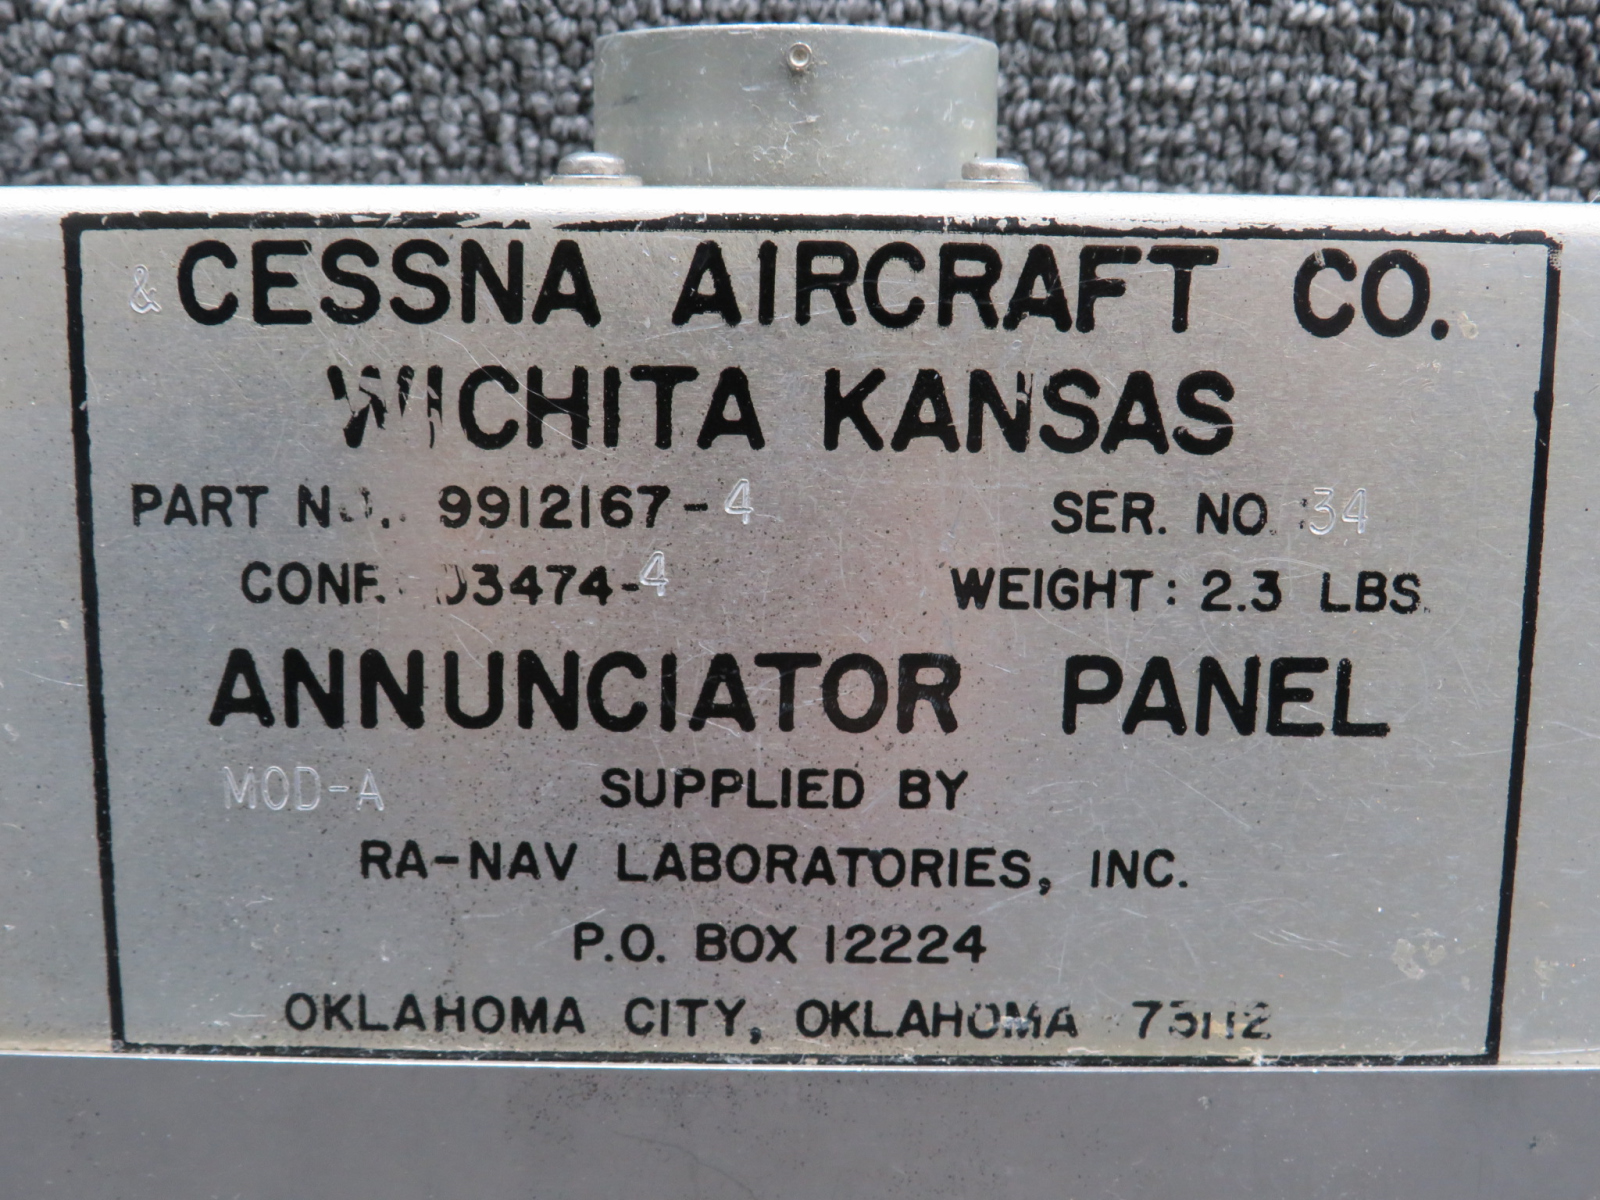 & CESSNA AIRCRAFT CO.
WICHITA KANSAS
PART NO. 9912167-4 SER. NO. 34
CONF. 03474-4 WEIGHT: 2.3 LBS.
ANNUNCIATOR PANEL
MOD-A SUPPLIED BY
RA-NAV LABORATORIES, INC.
P.O. BOX 12224
OKLAHOMA CITY, OKLAHOMA